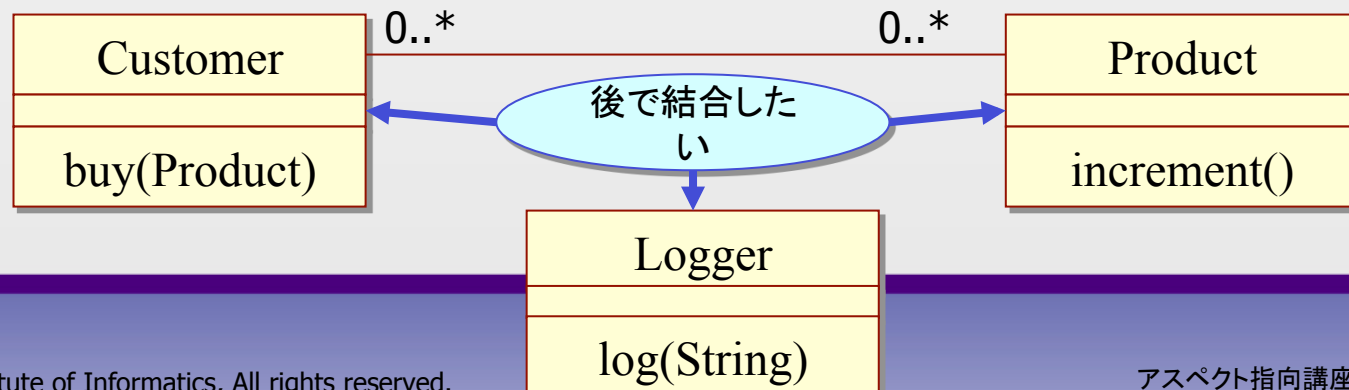 0..*
0..*
Customer
Product
後で結合した
い
buy(Product)
increment()
Logger
log(String)
tute of Informatics. All rights reserved.
アスペクト指向講座